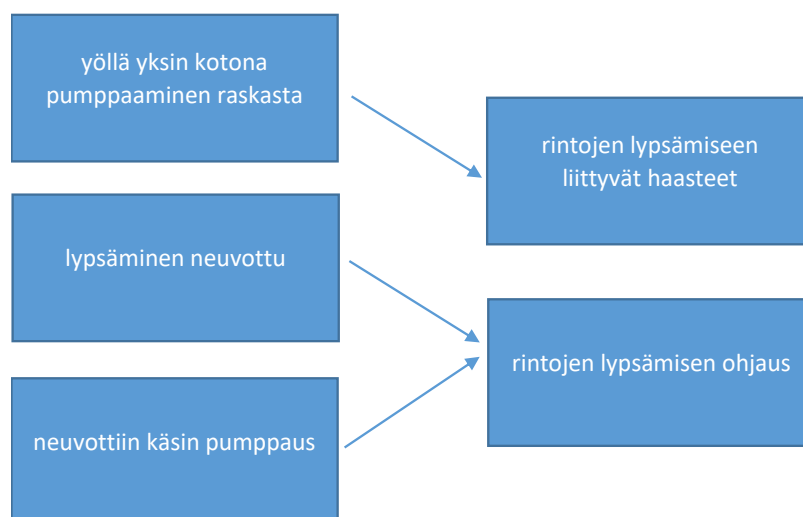 yöllä yksin kotona
pumppaaminen raskasta
rintojen lypsämiseen
liittyvät haasteet
lypsäminen neuvottu
rintojen lypsämisen ohjaus
neuvottiin käsin pumppaus